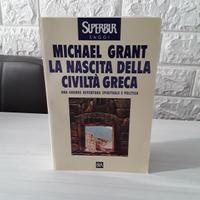 SUPERBUR
SAGGI
MICHAEL GRANT
LA NASCITA DELLA
CIVILTÀ GRECA
UNA GRANDE AVVENTURA SPIRITUALE E POLITICA